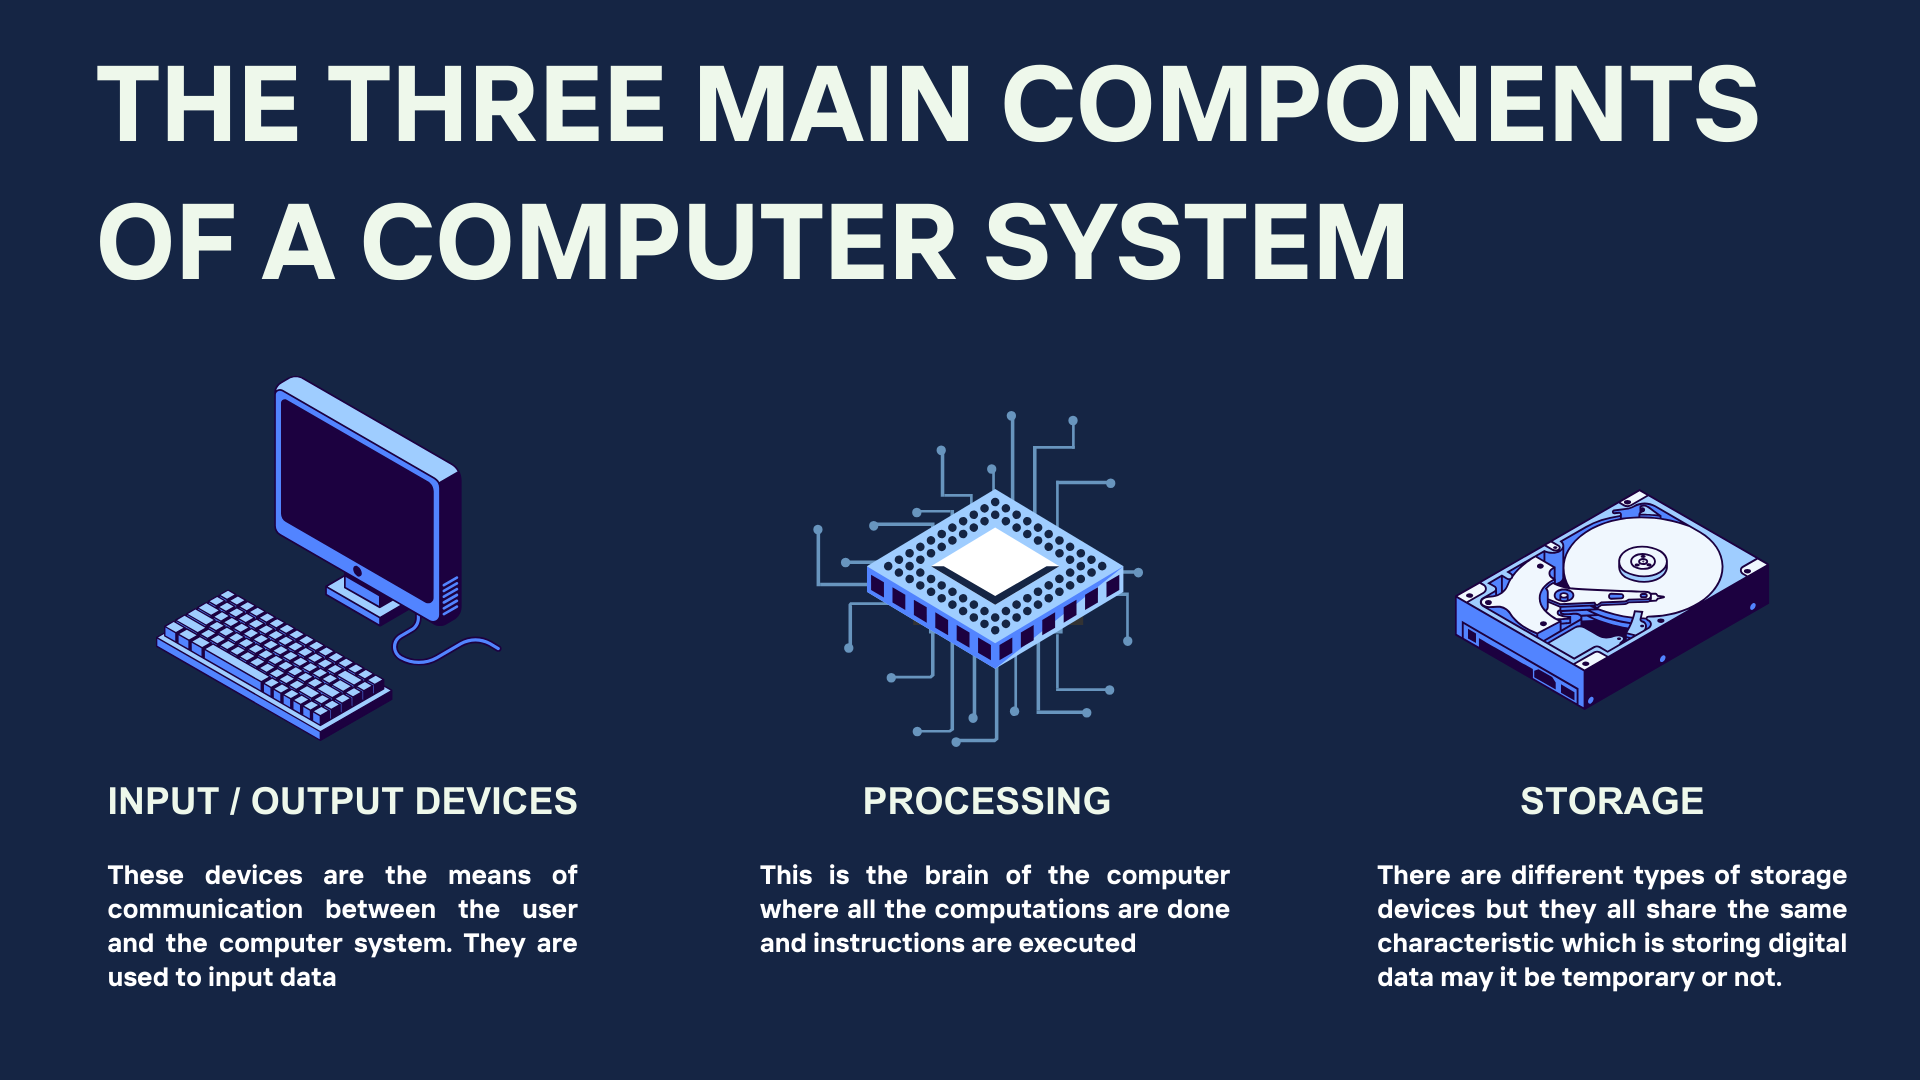 THE THREE MAIN COMPONENTS
OF A COMPUTER SYSTEM
INPUT / OUTPUT DEVICES
These devices are the means of
communication between the user
and the computer system. They are
used to input data
PROCESSING
This is the brain of the computer
where all the computations are done
and instructions are executed
STORAGE
There are different types of storage
devices but they all share the same
characteristic which is storing digital
data may it be temporary or not.